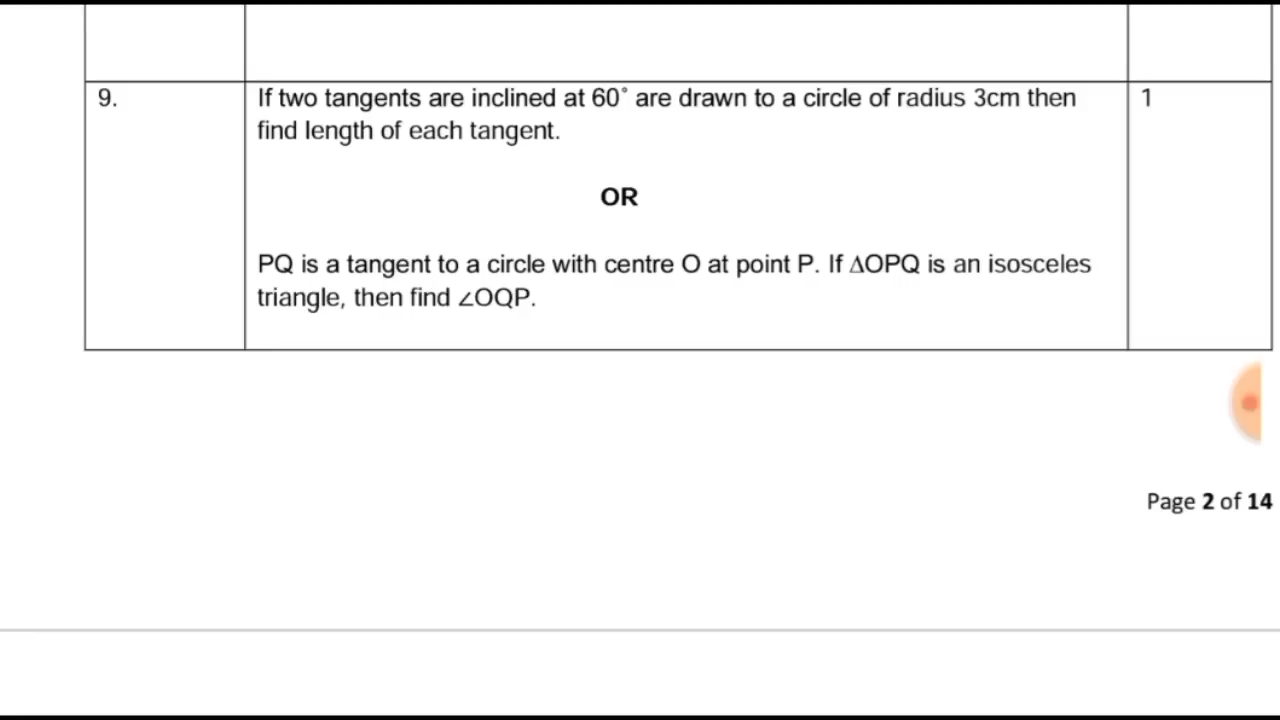 9.
If two tangents are inclined at 60˚ are drawn to a circle of radius 3cm then
find length of each tangent.
1
OR
PQ is a tangent to a circle with centre O at point P. If ∆OPQ is an isosceles
triangle, then find ∠OQP.
Page 2 of 14